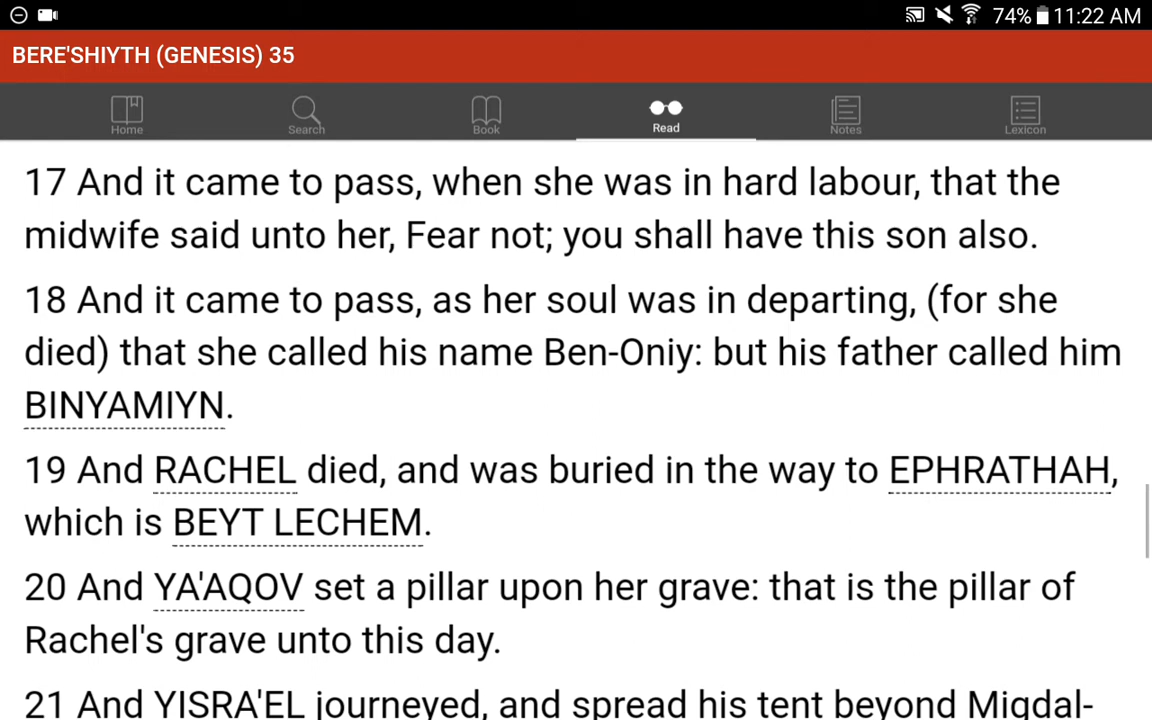 74% 11:22 AM
BERE'SHIYTH (GENESIS) 35
Home Search Book Read Notes Lexicon
17 And it came to pass, when she was in hard labour, that the
midwife said unto her, Fear not; you shall have this son also.
18 And it came to pass, as her soul was in departing, (for she
died) that she called his name Ben-Oniy: but his father called him
BINYAMIYN.
19 And RACHEL died, and was buried in the way to EPHRATHAH,
which is BEYT LECHEM.
20 And YA'AQOV set a pillar upon her grave: that is the pillar of
Rachel's grave unto this day.
21 And YISRA'EL journeyed, and spread his tent beyond Migdal-